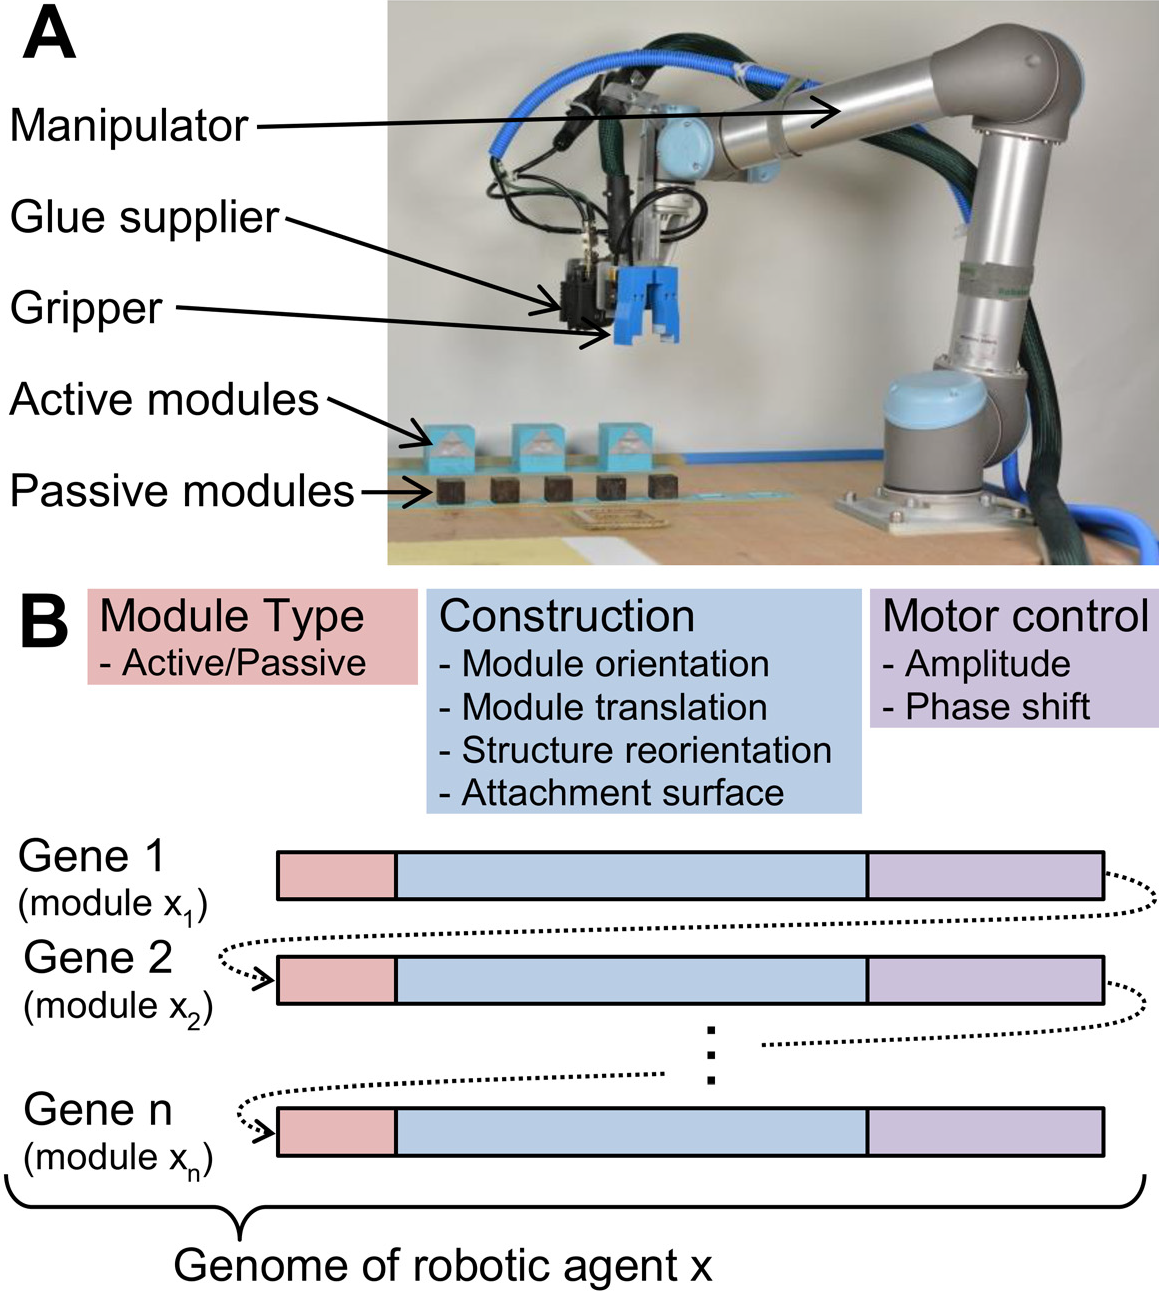 A
Manipulator
Glue supplier
Gripper
Active modules
Passive modules
B
Module Type
- Active/Passive
Construction
- Module orientation
- Module translation
- Structure reorientation
- Attachment surface
Motor control
- Amplitude
- Phase shift
Gene 1
(module x1)
Gene 2
(module x2)
Gene n
(module xn)
Genome of robotic agent x